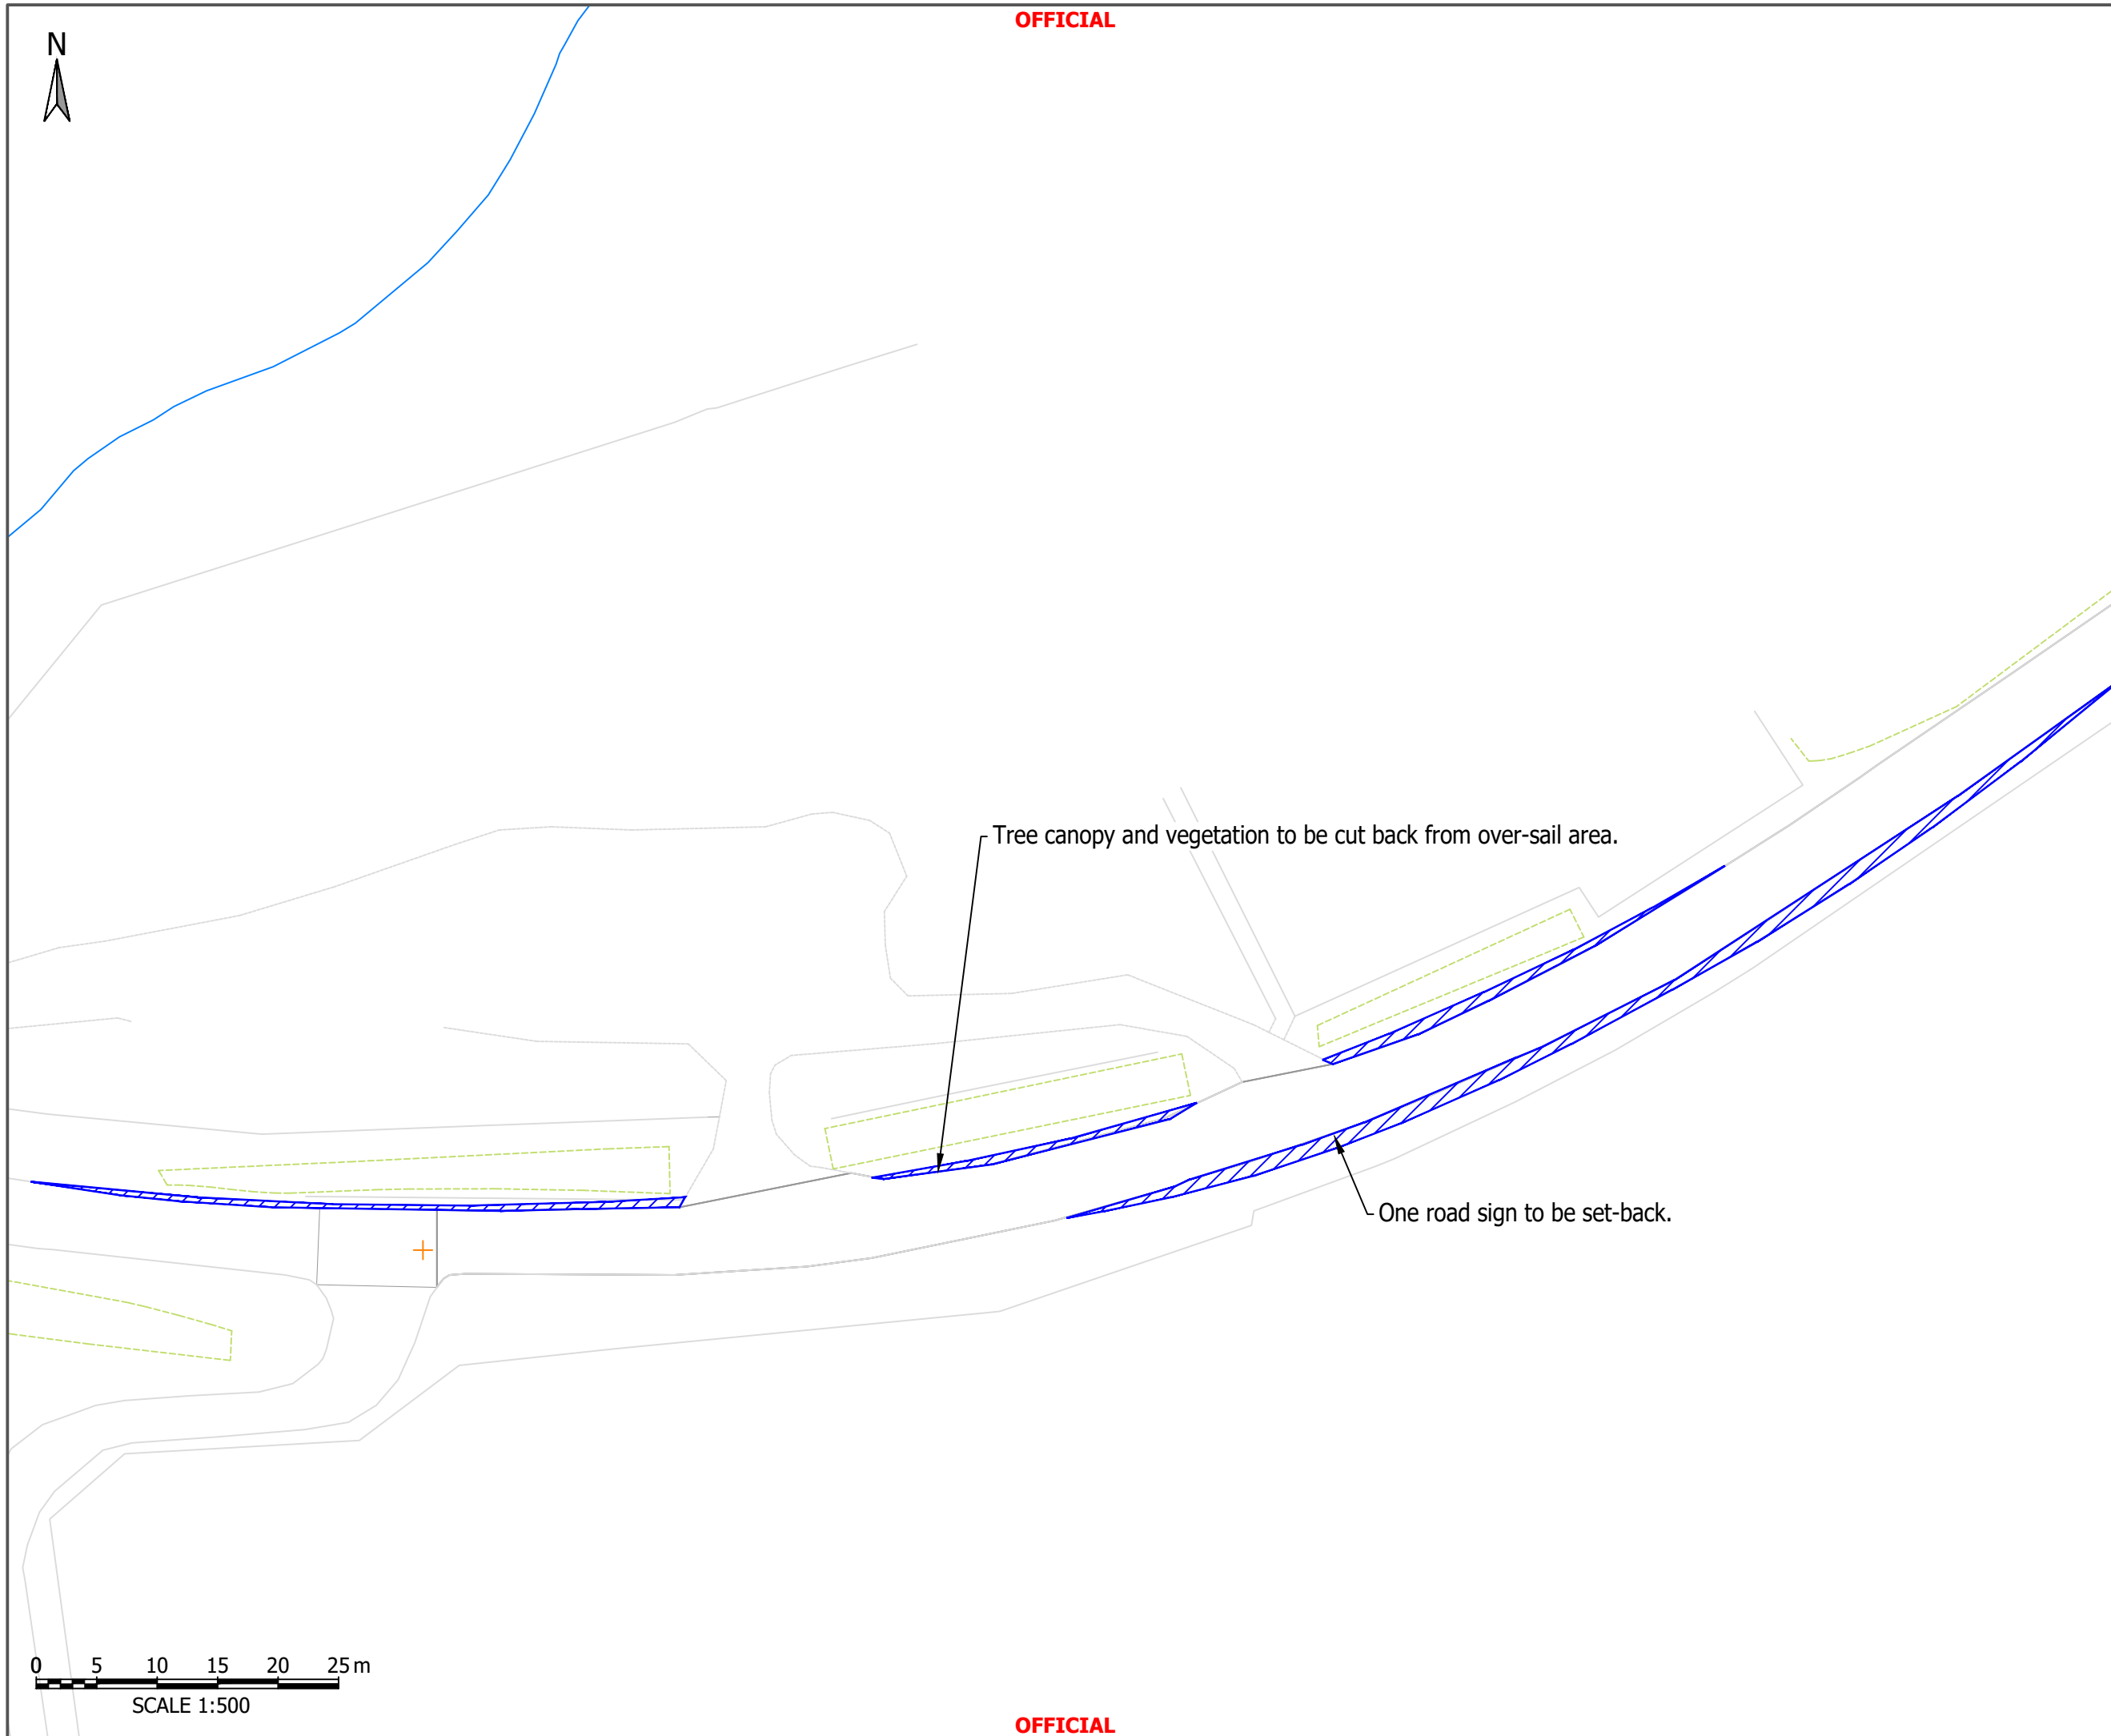 OFFICIAL
N
Tree canopy and vegetation to be cut back from over-sail area.
One road sign to be set-back.
0 5 10 15 20 25 m
SCALE 1:500
OFFICIAL